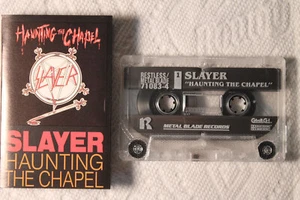 HAUNTING THE CHAPEL
SLAYER
SLAYER
HAUNTING
THE CHAPEL
RESTLESS/
METAL BLADE
71083-4
1
SLAYER
"HAUNTING THE CHAPEL"
R
METAL BLADE RECORDS